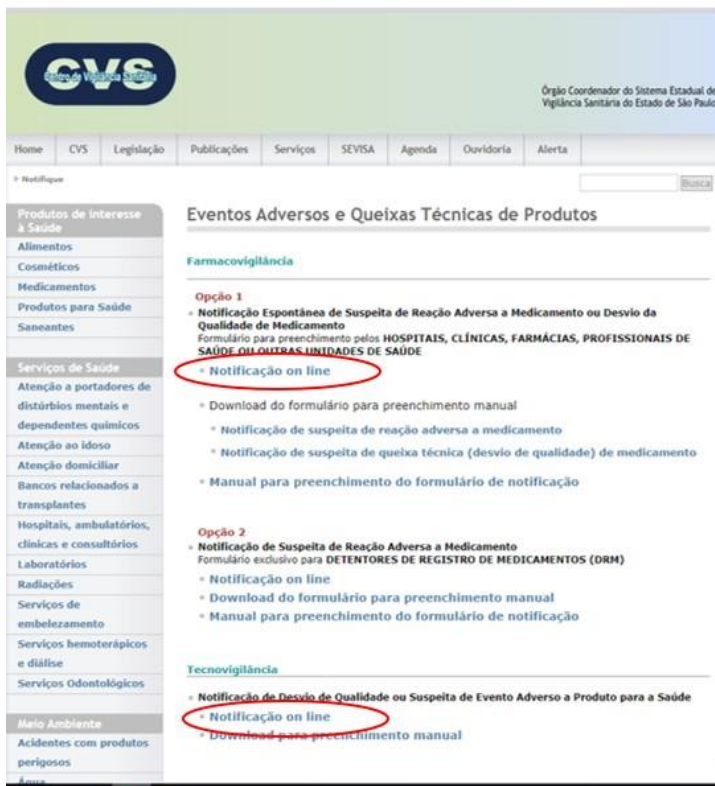 CVS
Centro de Vigilância Sanitária
Órgão Coordenador do Sistema Estadual de
Vigilância Sanitária do Estado de São Paulo
Home CVS Legislação Publicações Serviços SEVISA Agenda Ouvidoria Alerta
Notifique
Busca
Produtos de Interesse
à Saúde
Alimentos
Cosméticos
Medicamentos
Produtos para Saúde
Saneantes
Serviços de Saúde
Atenção a portadores de
distúrbios mentais e
dependentes químicos
Atenção ao idoso
Atenção domiciliar
Bancos relacionados a
transplantes
Hospitais, ambulatórios,
clínicas e consultórios
Laboratórios
Radiações
Serviços de
embelezamento
Serviços hemoterápicos
e diálise
Serviços Odontológicos
Meio Ambiente
Acidentes com produtos
perigosos
Água
Eventos Adversos e Queixas Técnicas de Produtos
Farmacovigilância
Opção 1
Notificação Espontânea de Suspeita de Reação Adversa a Medicamento ou Desvio da
Qualidade de Medicamento
Formulário para preenchimento pelos HOSPITAIS, CLÍNICAS, FARMÁCIAS, PROFISSIONAIS DE
SAÚDE OU OUTRAS UNIDADES DE SAÚDE
Notificação on line
Download do formulário para preenchimento manual
Notificação de suspeita de reação adversa a medicamento
Notificação de suspeita de queixa técnica (desvio de qualidade) de medicamento
Manual para preenchimento do formulário de notificação
Opção 2
Notificação de Suspeita de Reação Adversa a Medicamento
Formulário exclusivo para DETENTORES DE REGISTRO DE MEDICAMENTOS (DRM)
Notificação on line
Download do formulário para preenchimento manual
Manual para preenchimento do formulário de notificação
Tecnovigilância
Notificação de Desvio de Qualidade ou Suspeita de Evento Adverso a Produto para a Saúde
Notificação on line
Download para preenchimento manual